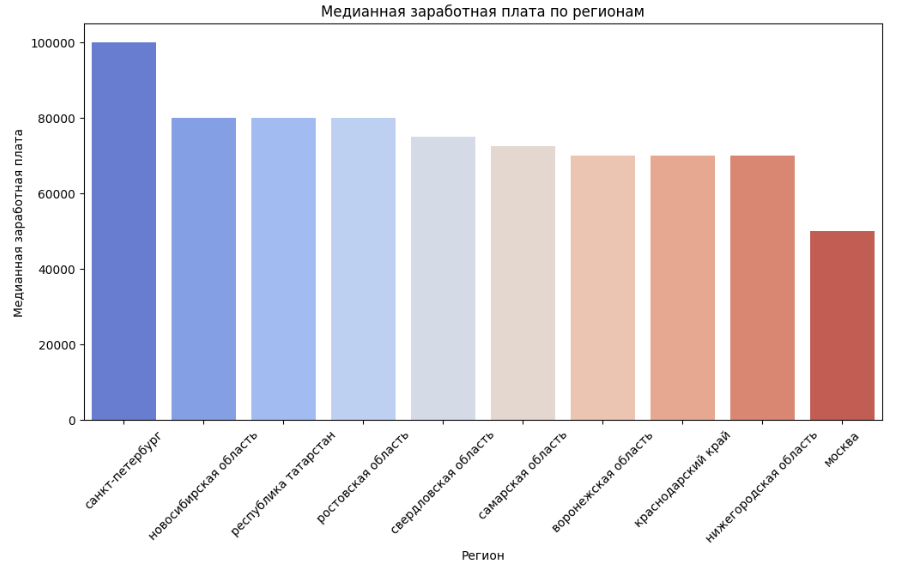 Медианная заработная плата по регионам
Медианная заработная плата
100000
80000
60000
40000
20000
0
санкт-петербург
новосибирская область
республика татарстан
ростовская область
свердловская область
самарская область
воронежская область
краснодарский край
нижегородская область
москва
Регион